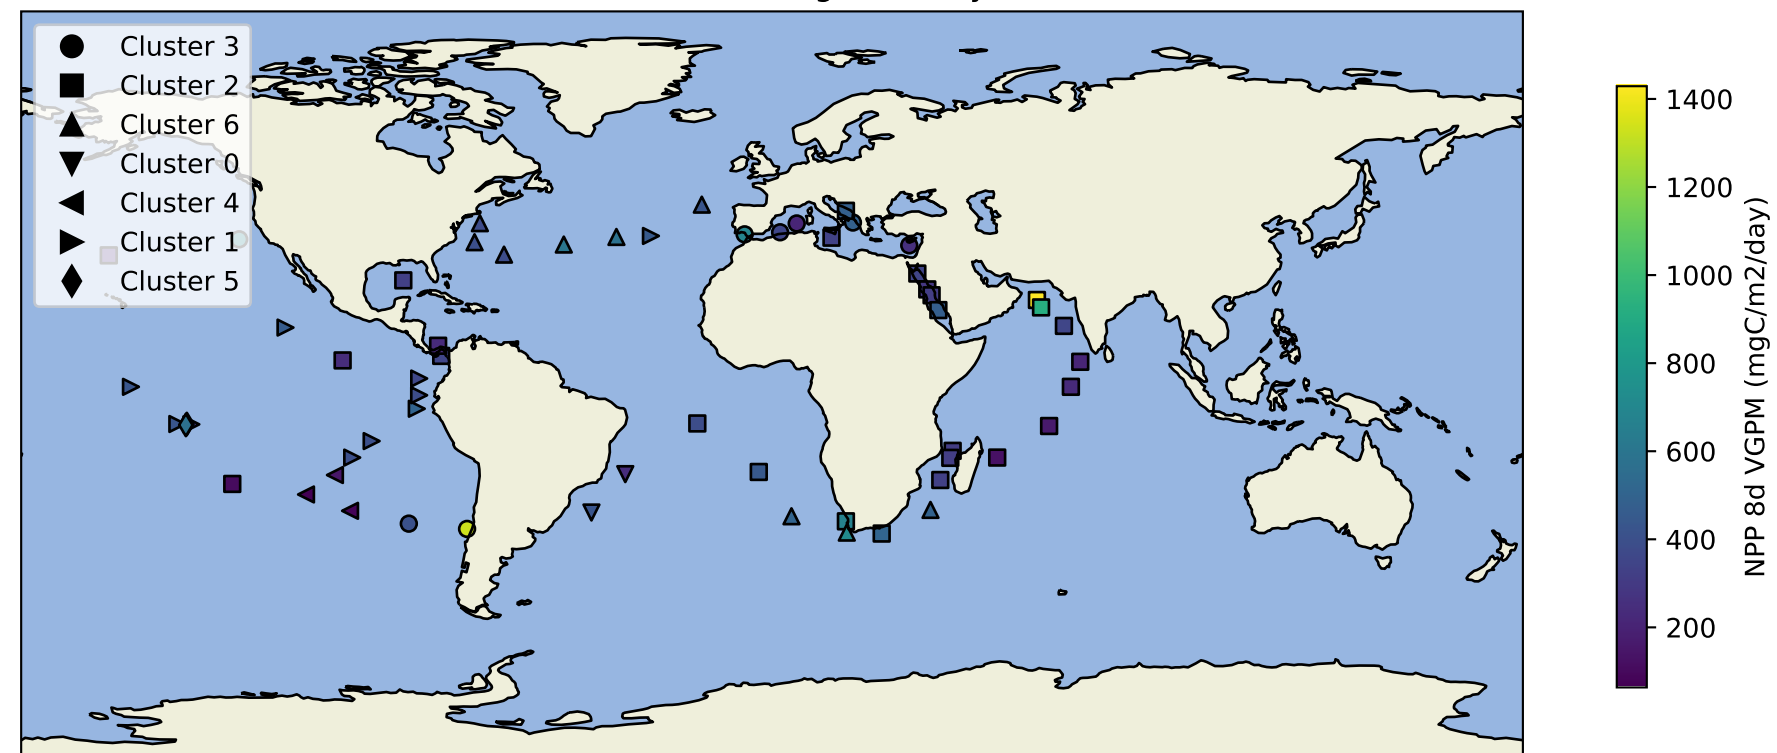 Cluster 3
Cluster 2
Cluster 6
Cluster 0
Cluster 4
Cluster 1
Cluster 5
1400
1200
1000
800
600
400
200
NPP 8d VGPM (mgC/m2/day)